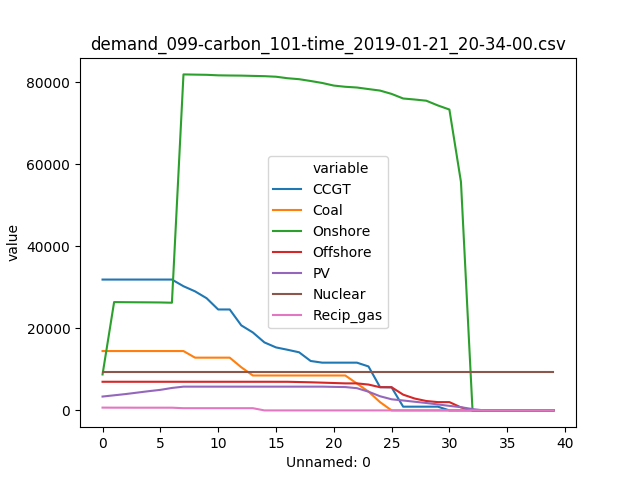 demand_099-carbon_101-time_2019-01-21_20-34-00.csv
80000
60000
40000
20000
0
value
variable
CCGT
Coal
Onshore
Offshore
PV
Nuclear
Recip_gas
0 5 10 15 20 25 30 35 40
Unnamed: 0